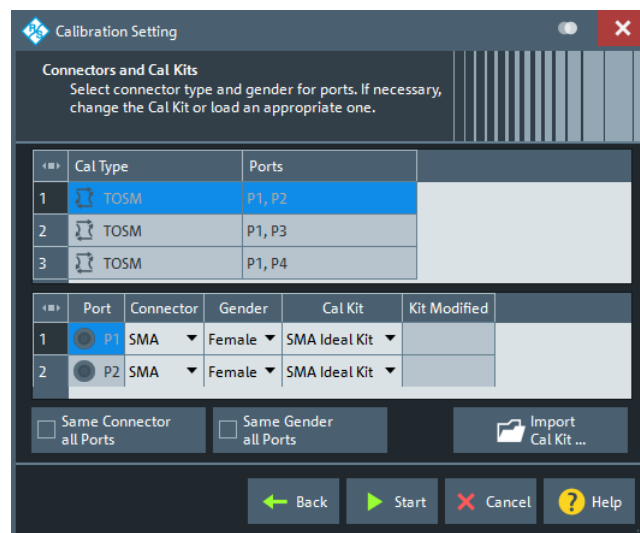 Calibration Setting
Connectors and Cal Kits
Select connector type and gender for ports. If necessary,
change the Cal Kit or load an appropriate one.
Cal Type Ports
1 TOSM P1, P2
2 TOSM P1, P3
3 TOSM P1, P4
Port Connector Gender Cal Kit Kit Modified
1 P1 SMA Female SMA Ideal Kit
2 P2 SMA Female SMA Ideal Kit
Same Connector
all Ports
Same Gender
all Ports
Import
Cal Kit ...
Back Start Cancel Help